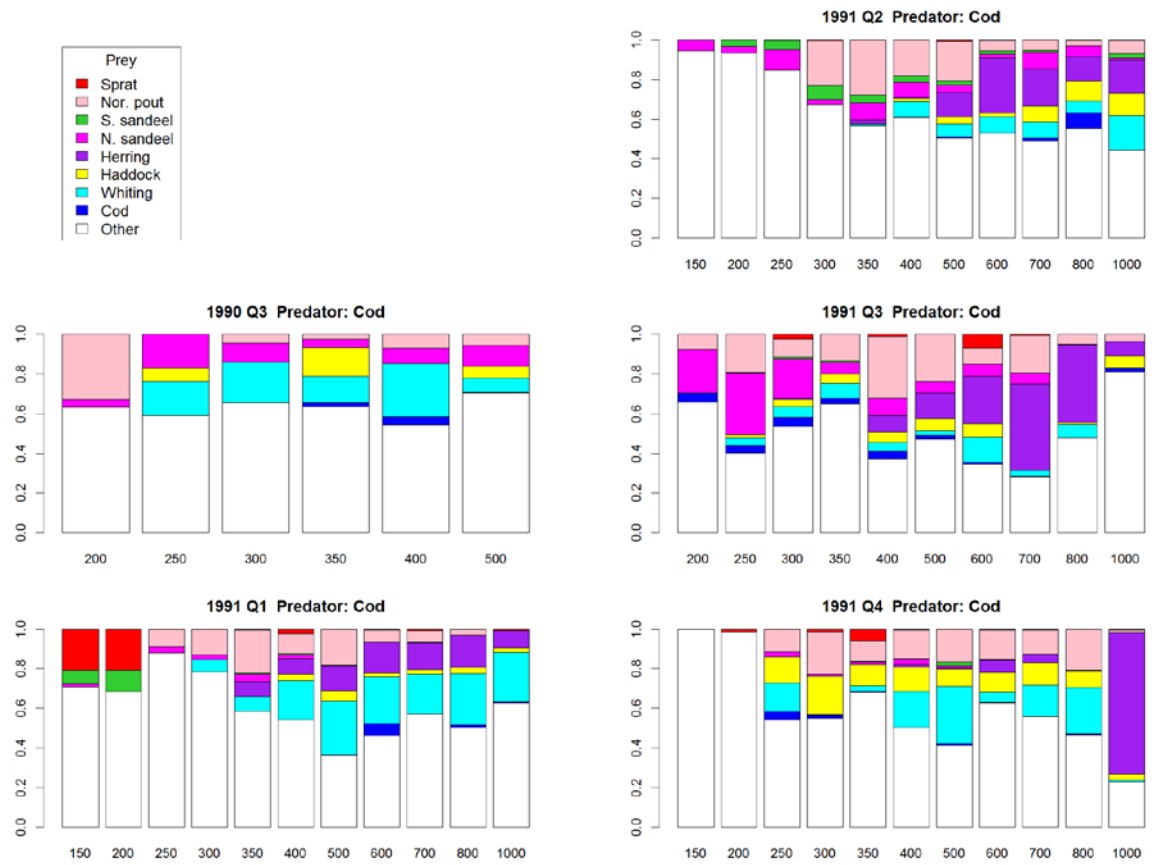 Prey
Sprat
Nor. pout
S. sandeel
N. sandeel
Herring
Haddock
Whiting
Cod
Other
1991 Q2 Predator: Cod
1.0
0.8
0.6
0.4
0.2
0.0
150 200 250 300 350 400 500 600 700 800 1000
1990 Q3 Predator: Cod
1.0
0.8
0.6
0.4
0.2
0.0
200 250 300 350 400 500
1991 Q3 Predator: Cod
1.0
0.8
0.6
0.4
0.2
0.0
200 250 300 350 400 500 600 700 800 1000
1991 Q1 Predator: Cod
1.0
0.8
0.6
0.4
0.2
0.0
150 200 250 300 350 400 500 600 700 800 1000
1991 Q4 Predator: Cod
1.0
0.8
0.6
0.4
0.2
0.0
150 200 250 300 350 400 500 600 700 800 1000